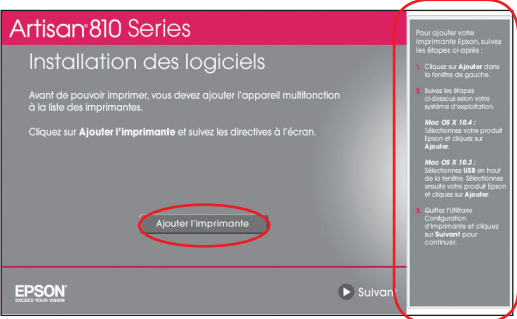 Artisan 810 Series
Installation des logiciels
Avant de pouvoir imprimer, vous devez ajouter l'appareil multifonction
à la liste des imprimantes.
Cliquez sur Ajouter l'imprimante et suivez les directives à l'écran.
Ajouter l'imprimante
EPSON
EXCEED YOUR VISION
Suivant
Pour ajouter votre
imprimante Epson, suivez
les étapes ci-après :
1. Cliquez sur Ajouter dans
la fenêtre de gauche.
2. Suivez les étapes
ci-dessous selon votre
système d'exploitation.
Mac OS X 10.4 :
Sélectionnez votre produit
Epson et cliquez sur
Ajouter.
Mac OS X 10.3 :
Sélectionnez USB en haut
de la fenêtre. Sélectionnez
ensuite votre produit Epson
et cliquez sur Ajouter.
3. Quittez l'Utilitaire
Configuration
d'imprimante et cliquez
sur Suivant pour
continuer.